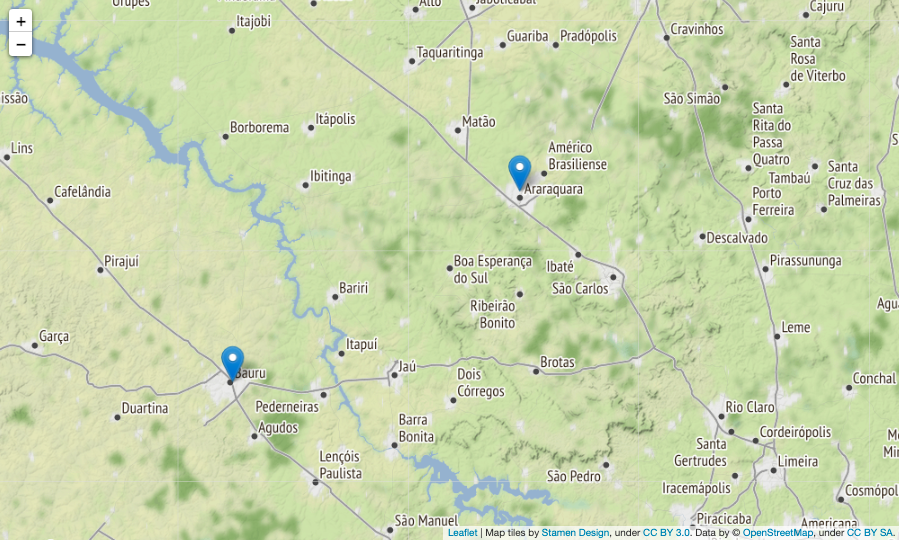 +
−
Urupês
Itajobi
Alto
Jaboticabal
Cajuru
Cravinhos
Guariba
Pradópolis
Taquaritinga
Santa
Rosa
de Viterbo
issão
São Simão
Itápolis
Matão
Borborema
Santa
Rita do
Passa
Quatro
Lins
Américo
Brasiliense
Tambaú
Santa
Cruz das
Palmeiras
Ibitinga
Araraquara
Cafelândia
Porto
Ferreira
Descalvado
Pirajuí
Boa Esperança
do Sul
Ibaté
São Carlos
Pirassununga
Bariri
Ribeirão
Bonito
Agu
Garça
Itapuí
Leme
Bauru
Jaú
Brotas
Dois
Córregos
Conchal
Duartina
Pederneiras
Agudos
Barra
Bonita
Rio Claro
Cordeirópolis
Santa
Gertrudes
Lençóis
Paulista
São Pedro
Limeira
Iracemápolis
Cosmópol
São Manuel
Piracicaba
Americana
Leaflet | Map tiles by Stamen Design, under CC BY 3.0. Data by © OpenStreetMap, under CC BY SA.